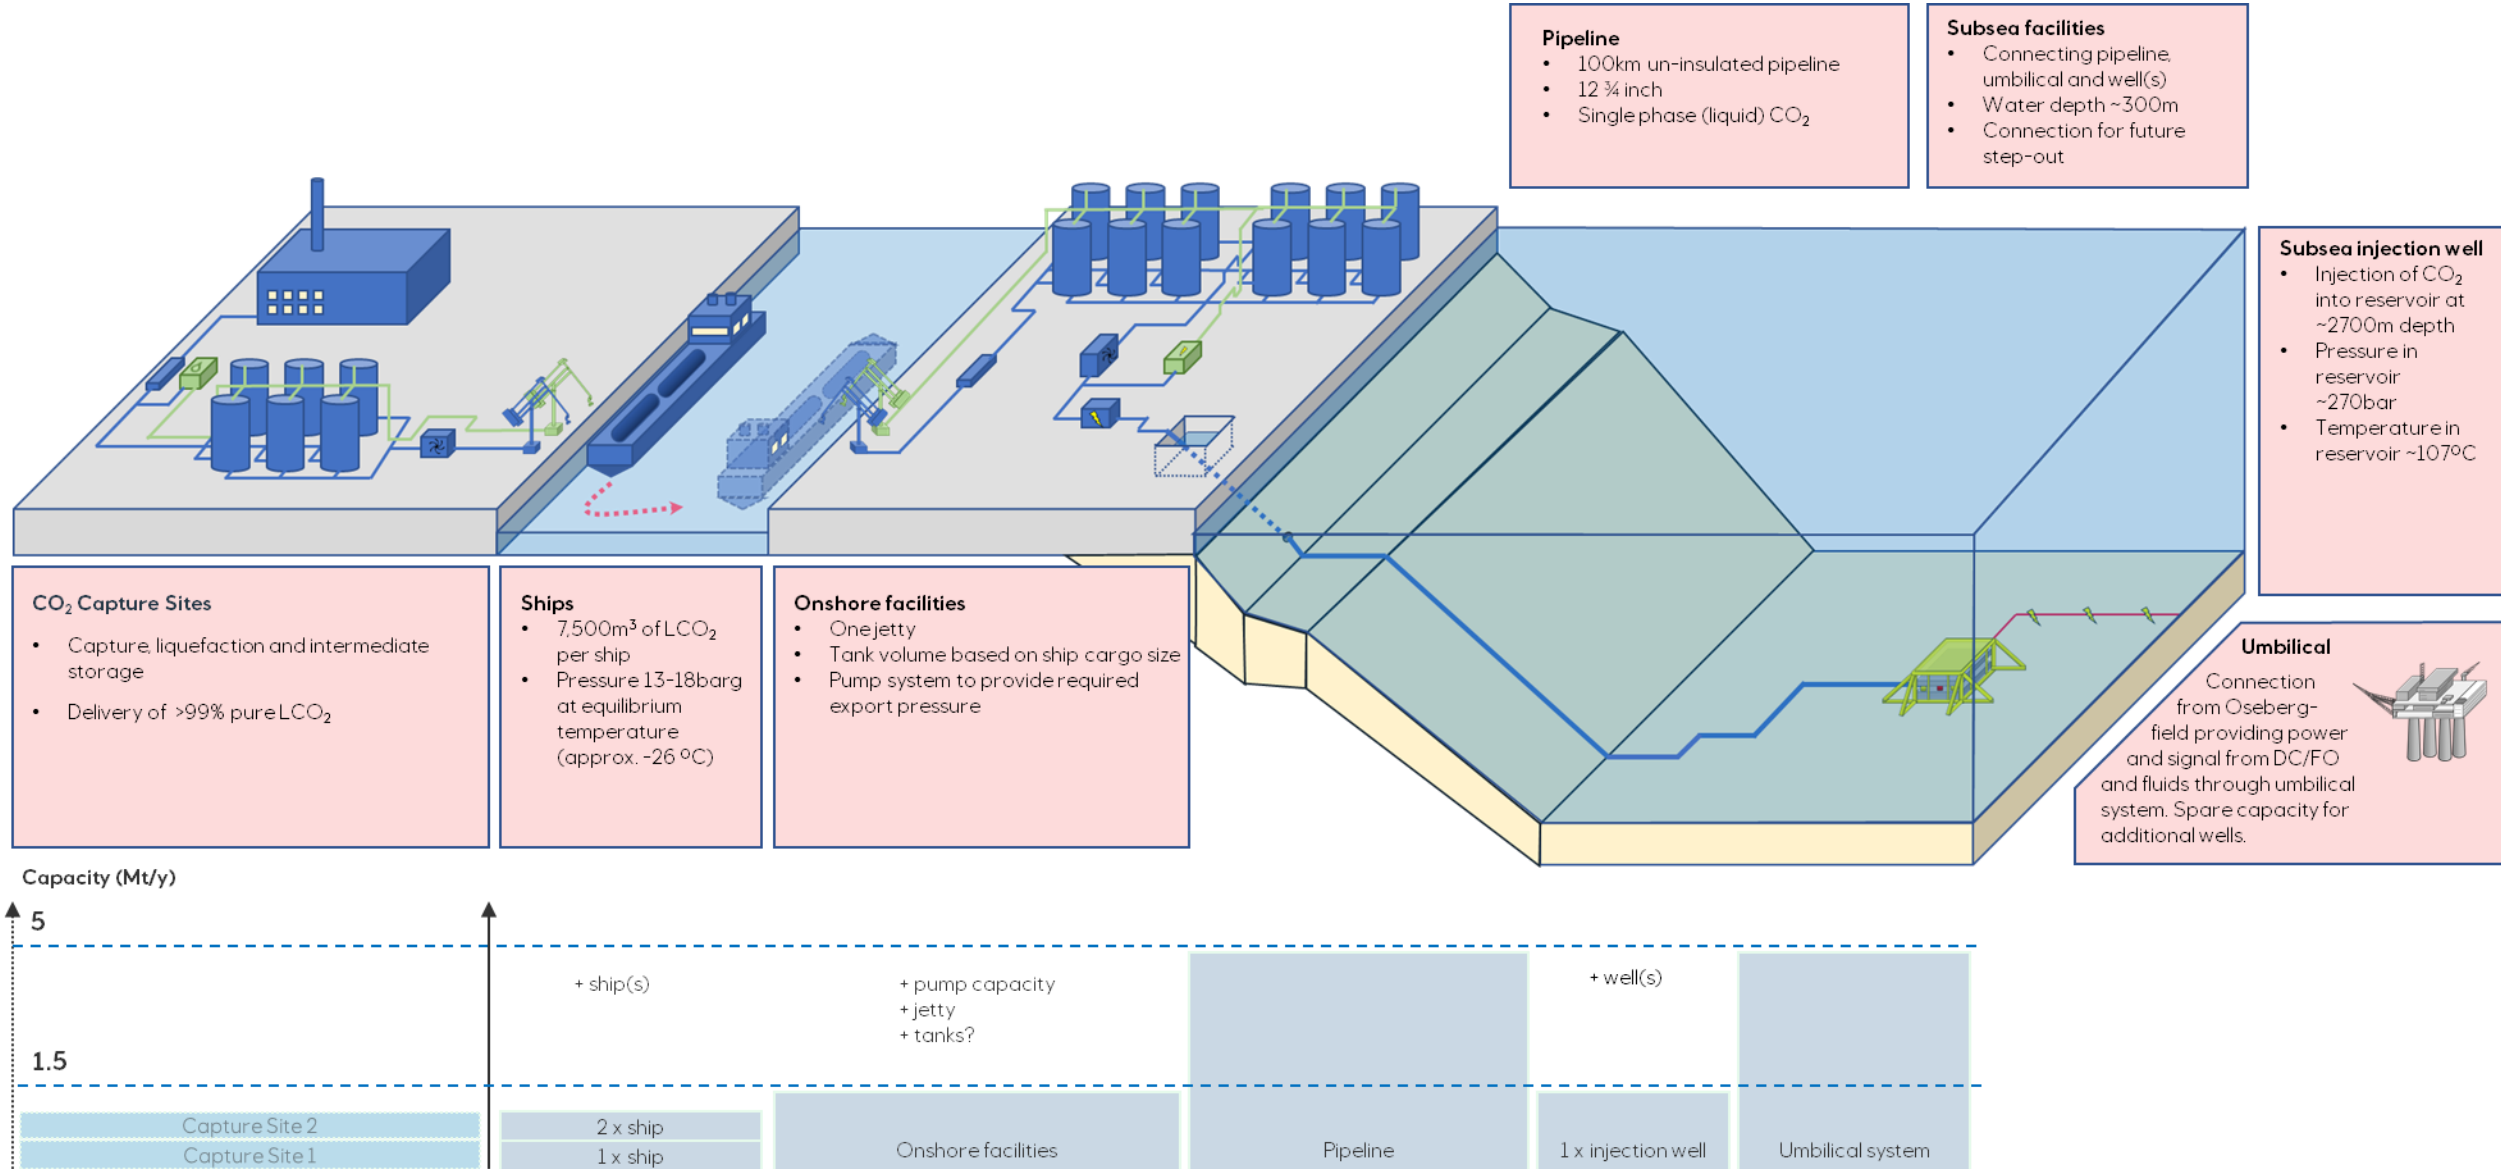 Pipeline
• 100km un-insulated pipeline
• 12 ¾ inch
• Single phase (liquid) CO₂
Subsea facilities
• Connecting pipeline,
umbilical and well(s)
• Water depth ~300m
• Connection for future
step-out
Subsea injection well
• Injection of CO₂
into reservoir at
~2700m depth
• Pressure in
reservoir
~270bar
• Temperature in
reservoir ~107ºC
CO₂ Capture Sites
• Capture, liquefaction and intermediate
storage
• Delivery of >99% pure LCO₂
Ships
• 7,500m³ of LCO₂
per ship
• Pressure 13-18barg
at equilibrium
temperature
(approx. -26 ºC)
Onshore facilities
• One jetty
• Tank volume based on ship cargo size
• Pump system to provide required
export pressure
Umbilical
Connection
from Oseberg-
field providing power
and signal from DC/FO
and fluids through umbilical
system. Spare capacity for
additional wells.
Capacity (Mt/y)
5
+ ship(s)
+ pump capacity
+ jetty
+ tanks?
+ well(s)
1.5
Capture Site 2
Capture Site 1
2 x ship
1 x ship
Onshore facilities
Pipeline
1 x injection well
Umbilical system